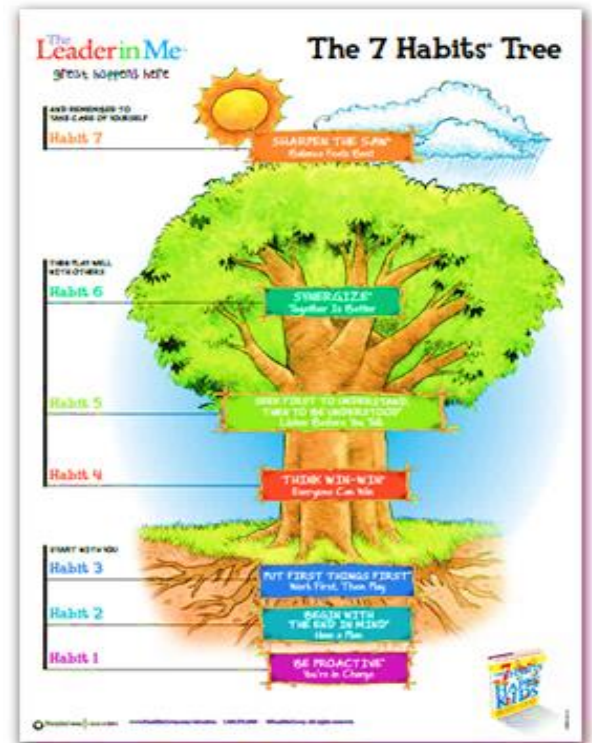 The
Leader in Me
great happens here
The 7 Habits Tree
AND REMEMBER TO
TAKE CARE OF YOURSELF
Habit 7
SHARPEN THE SAW
Balance Feels Best
THEN PLAY WELL
WITH OTHERS
Habit 6
SYNERGIZE
Together Is Better
Habit 5
SEEK FIRST TO UNDERSTAND,
THEN TO BE UNDERSTOOD
Listen Before You Talk
Habit 4
THINK WIN-WIN
Everyone Can Win
START WITH YOU
Habit 3
PUT FIRST THINGS FIRST
Work First, Then Play
Habit 2
BEGIN WITH
THE END IN MIND
Have a Plan
Habit 1
BE PROACTIVE
You're in Charge
7 HABITS
HAPPY
KIDS